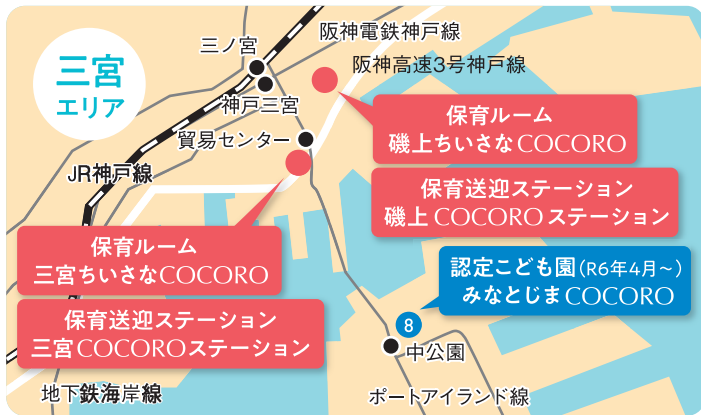 三宮
エリア
三ノ宮
阪神電鉄神戸線
阪神高速3号神戸線
神戸三宮
貿易センター
保育ルーム
磯上ちいさなCOCORO
JR神戸線
保育送迎ステーション
磯上COCOROステーション
保育ルーム
三宮ちいさなCOCORO
認定こども園(R6年4月〜)
みなとじまCOCORO
保育送迎ステーション
三宮COCOROステーション
8
中公園
地下鉄海岸線
ポートアイランド線